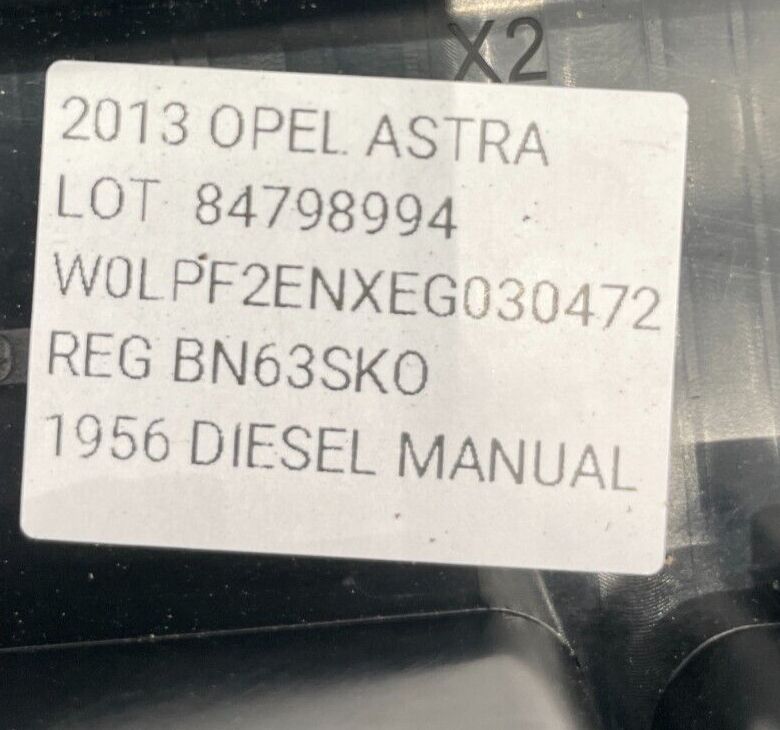 X2
2013 OPEL ASTRA
LOT 84798994
W0LPF2ENXEG030472
REG BN63SKO
1956 DIESEL MANUAL